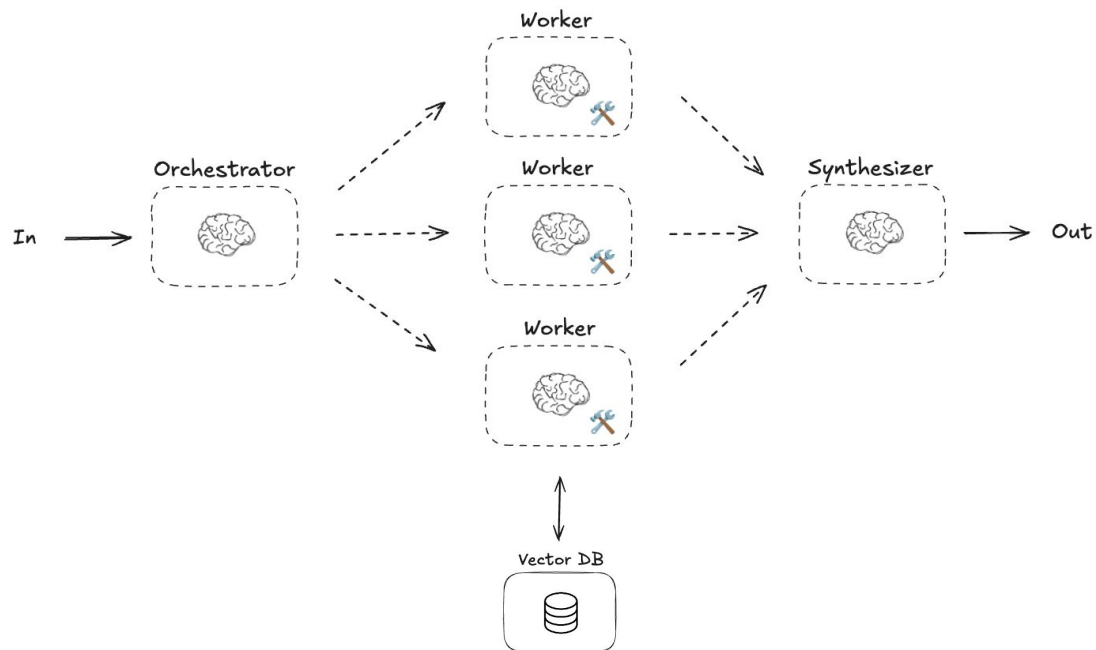 Worker
Orchestrator
Worker
Synthesizer
In
Out
Worker
Vector DB